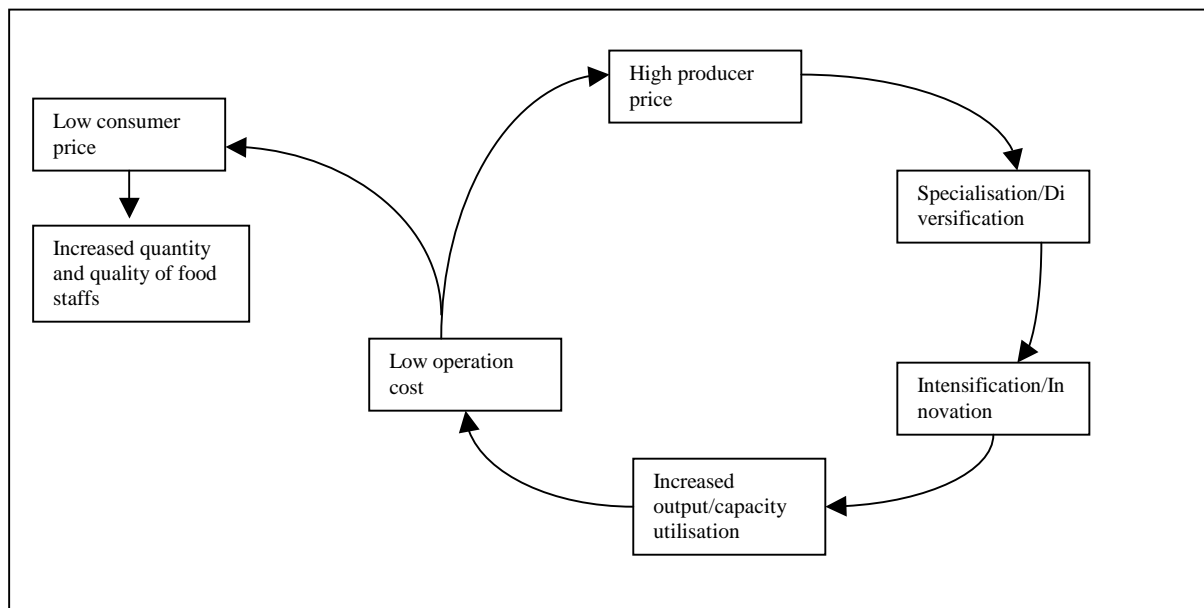 High producer
price
Low consumer
price
Specialisation/Di
versification
Increased quantity
and quality of food
staffs
Low operation
cost
Intensification/In
novation
Increased
output/capacity
utilisation